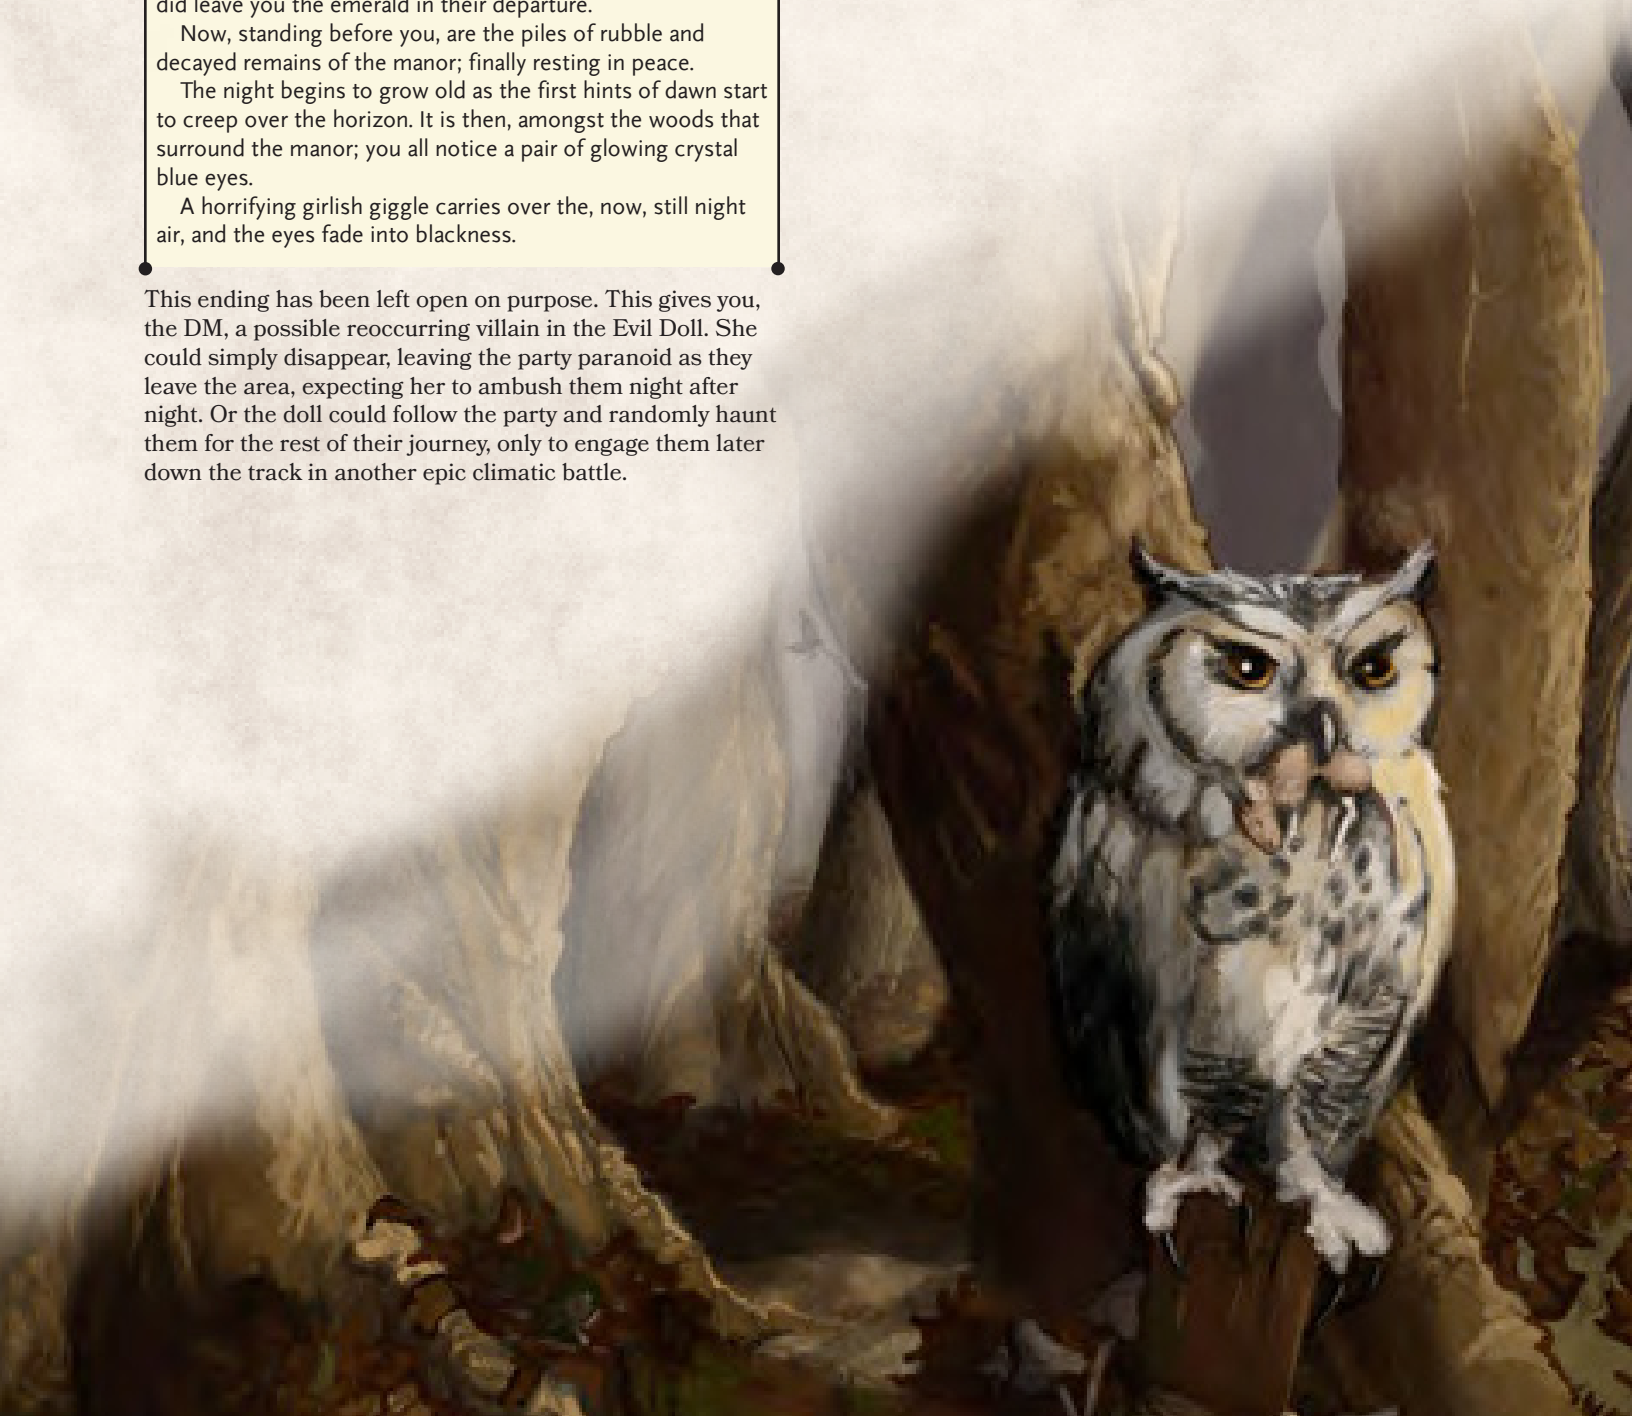 did leave you the emerald in their departure.
Now, standing before you, are the piles of rubble and
decayed remains of the manor; finally resting in peace.
The night begins to grow old as the first hints of dawn start
to creep over the horizon. It is then, amongst the woods that
surround the manor; you all notice a pair of glowing crystal
blue eyes.
A horrifying girlish giggle carries over the, now, still night
air, and the eyes fade into blackness.
This ending has been left open on purpose. This gives you,
the DM, a possible reoccurring villain in the Evil Doll. She
could simply disappear, leaving the party paranoid as they
leave the area, expecting her to ambush them night after
night. Or the doll could follow the party and randomly haunt
them for the rest of their journey, only to engage them later
down the track in another epic climatic battle.